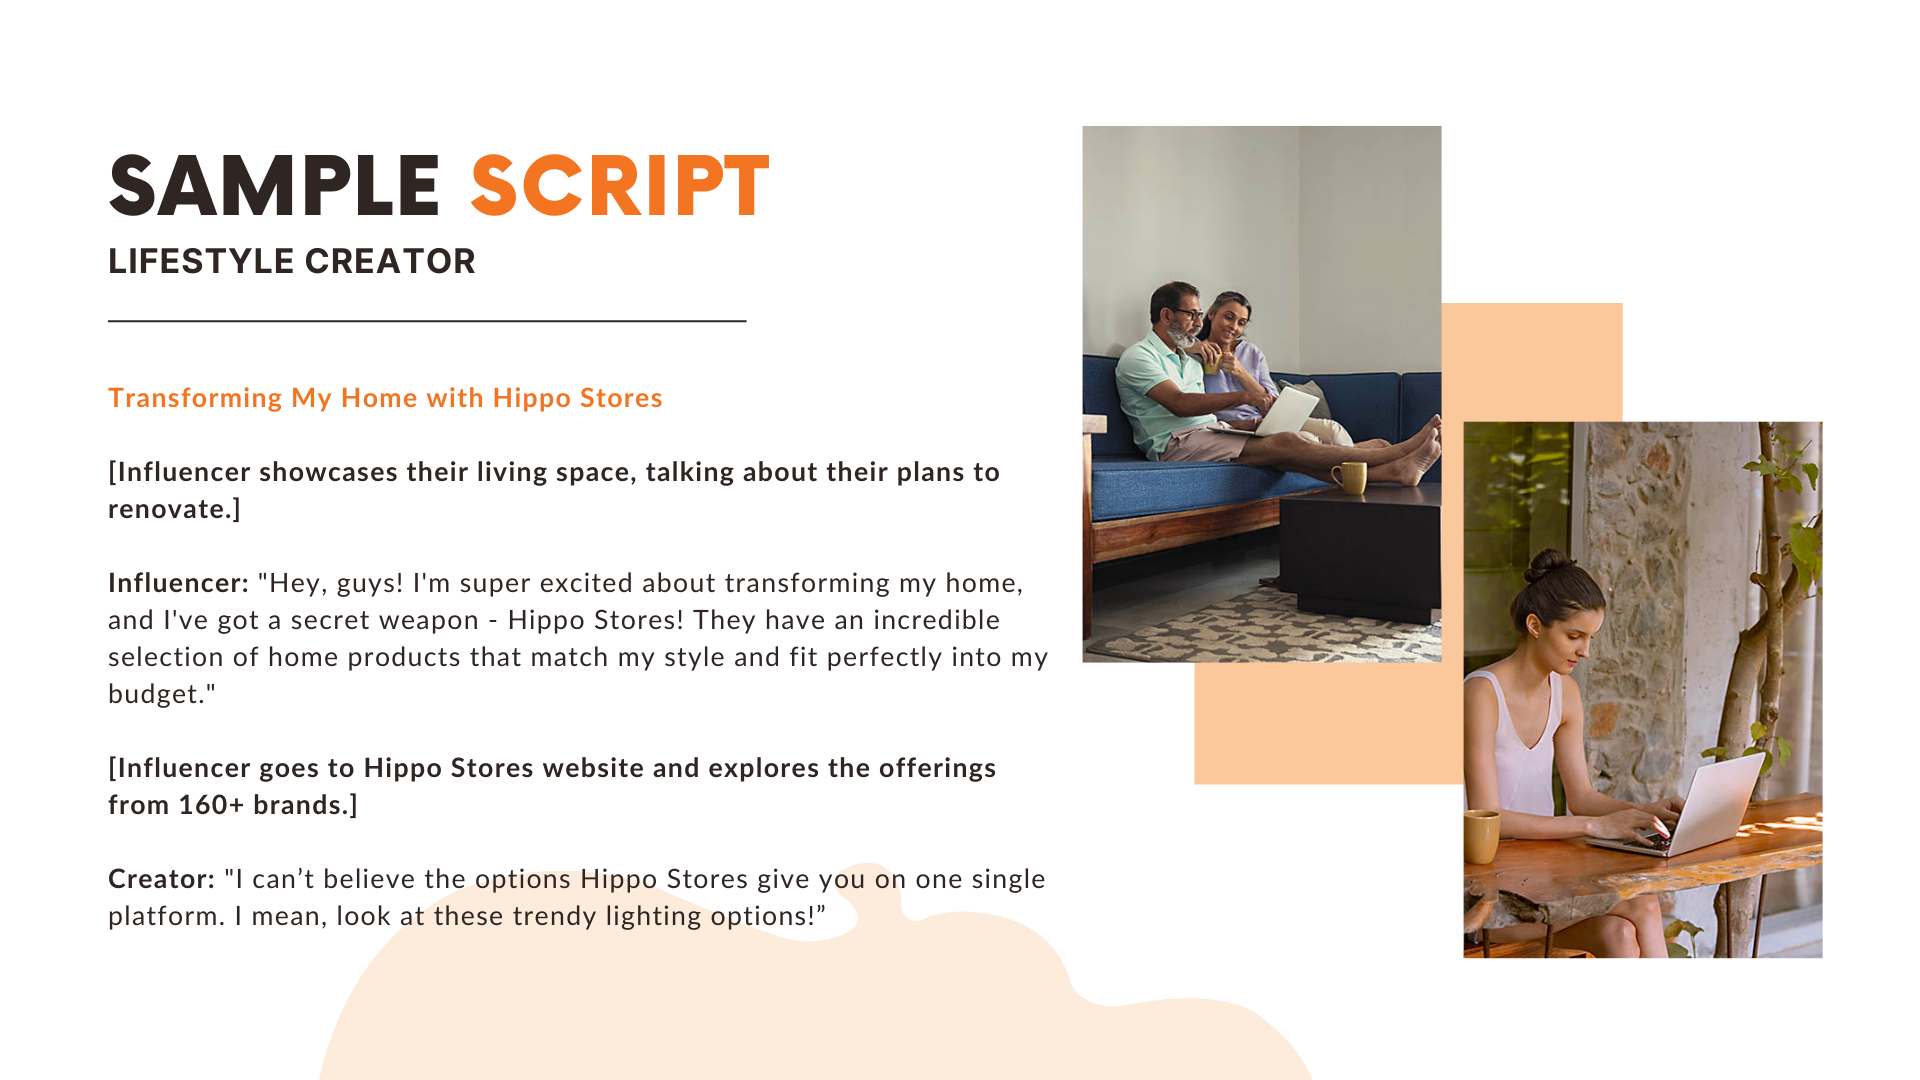 SAMPLE SCRIPT
LIFESTYLE CREATOR
Transforming My Home with Hippo Stores
[Influencer showcases their living space, talking about their plans to
renovate.]
Influencer: "Hey, guys! I'm super excited about transforming my home,
and I've got a secret weapon - Hippo Stores! They have an incredible
selection of home products that match my style and fit perfectly into my
budget."
[Influencer goes to Hippo Stores website and explores the offerings
from 160+ brands.]
Creator: "I can’t believe the options Hippo Stores give you on one single
platform. I mean, look at these trendy lighting options!”